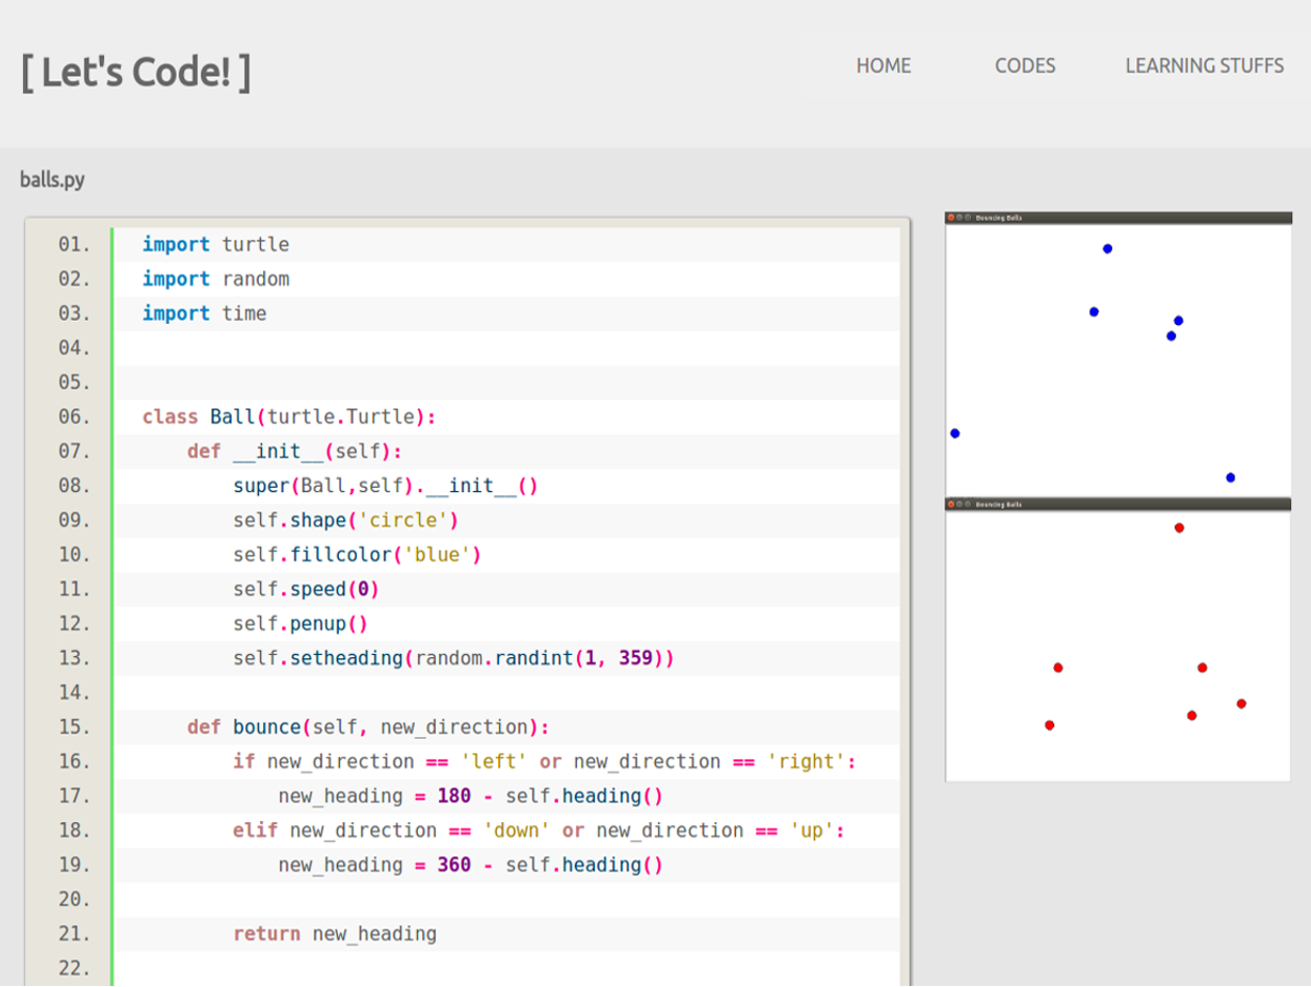 [ Let's Code! ]
HOME CODES LEARNING STUFFS
balls.py
01. import turtle
02. import random
03. import time
04.
05.
06. class Ball(turtle.Turtle):
07. def __init__(self):
08. super(Ball,self).__init__()
09. self.shape('circle')
10. self.fillcolor('blue')
11. self.speed(0)
12. self.penup()
13. self.setheading(random.randint(1, 359))
14.
15. def bounce(self, new_direction):
16. if new_direction == 'left' or new_direction == 'right':
17. new_heading = 180 - self.heading()
18. elif new_direction == 'down' or new_direction == 'up':
19. new_heading = 360 - self.heading()
20.
21. return new_heading
22.
Bouncing Balls
Bouncing Balls